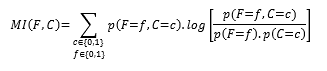 MI(F,C)= ∑ p(F=f,C=c).log [ p(F=f,C=c) / p(F=f).p(C=c) ]
c∈{0,1}
f∈{0,1}